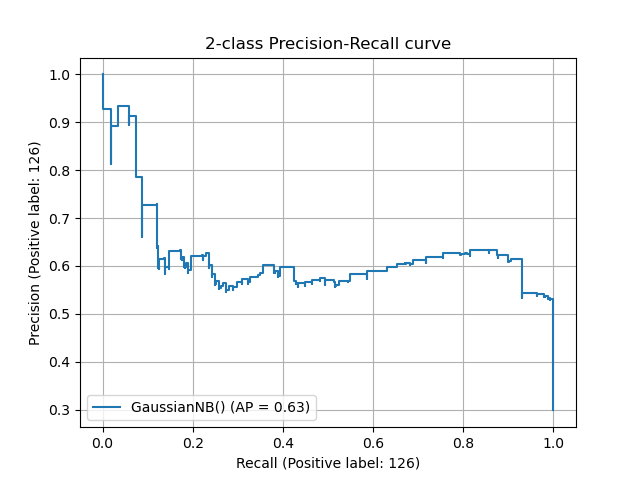 2-class Precision-Recall curve
Precision (Positive label: 126)
1.0
0.9
0.8
0.7
0.6
0.5
0.4
0.3
GaussianNB() (AP = 0.63)
0.0 0.2 0.4 0.6 0.8 1.0
Recall (Positive label: 126)